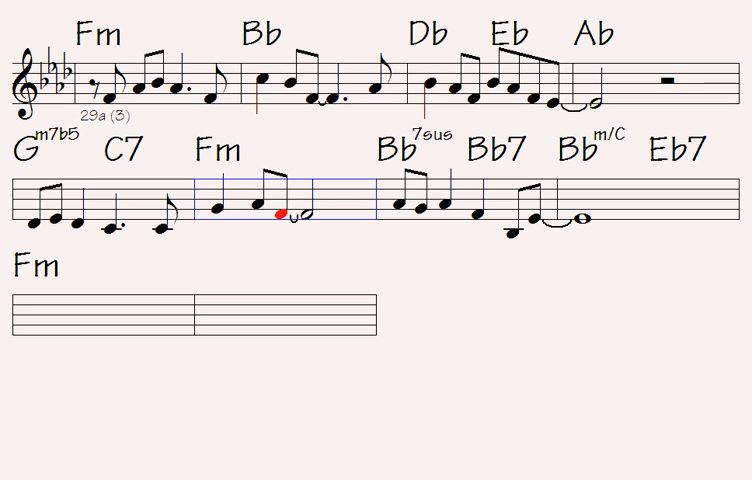 Fm Bb Db Eb Ab
29a (3)
Gm7b5 C7 Fm Bb7sus Bb7 Bbm/C Eb7
Fm